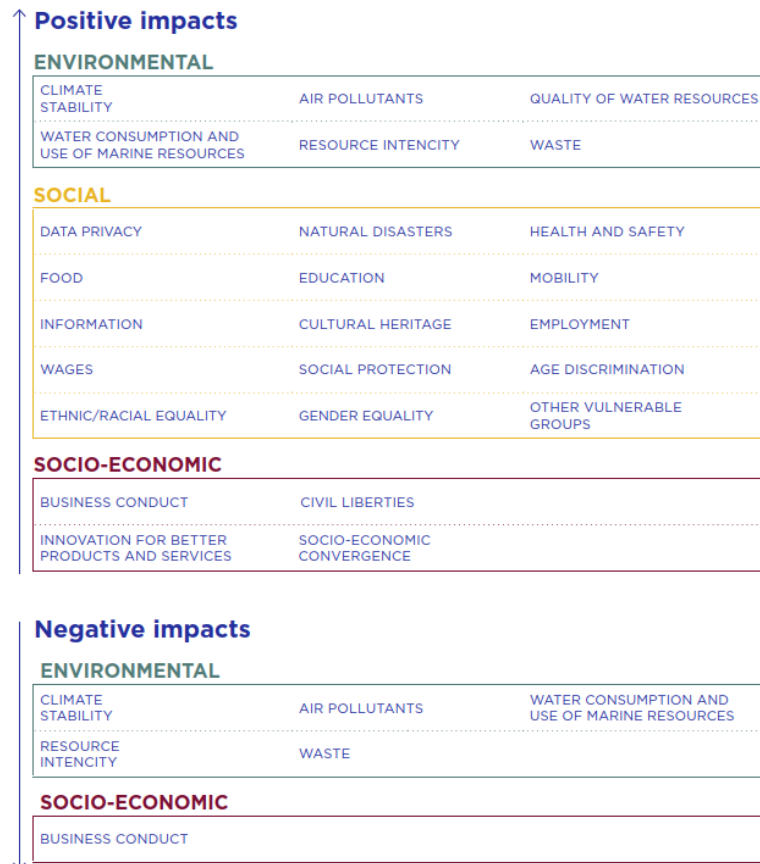 Positive impacts
ENVIRONMENTAL
CLIMATE
STABILITY
AIR POLLUTANTS
QUALITY OF WATER RESOURCES
WATER CONSUMPTION AND
USE OF MARINE RESOURCES
RESOURCE INTENCITY
WASTE
SOCIAL
DATA PRIVACY
NATURAL DISASTERS
HEALTH AND SAFETY
FOOD
EDUCATION
MOBILITY
INFORMATION
CULTURAL HERITAGE
EMPLOYMENT
WAGES
SOCIAL PROTECTION
AGE DISCRIMINATION
ETHNIC/RACIAL EQUALITY
GENDER EQUALITY
OTHER VULNERABLE
GROUPS
SOCIO-ECONOMIC
BUSINESS CONDUCT
CIVIL LIBERTIES
INNOVATION FOR BETTER
PRODUCTS AND SERVICES
SOCIO-ECONOMIC
CONVERGENCE
Negative impacts
ENVIRONMENTAL
CLIMATE
STABILITY
AIR POLLUTANTS
WATER CONSUMPTION AND
USE OF MARINE RESOURCES
RESOURCE
INTENCITY
WASTE
SOCIO-ECONOMIC
BUSINESS CONDUCT